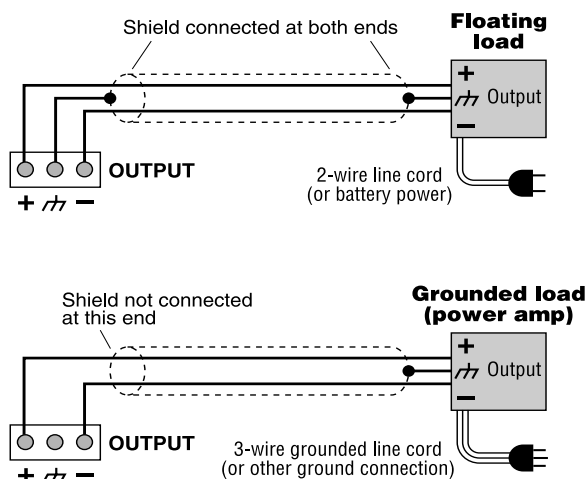 Shield connected at both ends
Floating
load
+
Output
−
OUTPUT
+ −
2-wire line cord
(or battery power)
Shield not connected
at this end
Grounded load
(power amp)
+
Output
−
OUTPUT
+ −
3-wire grounded line cord
(or other ground connection)